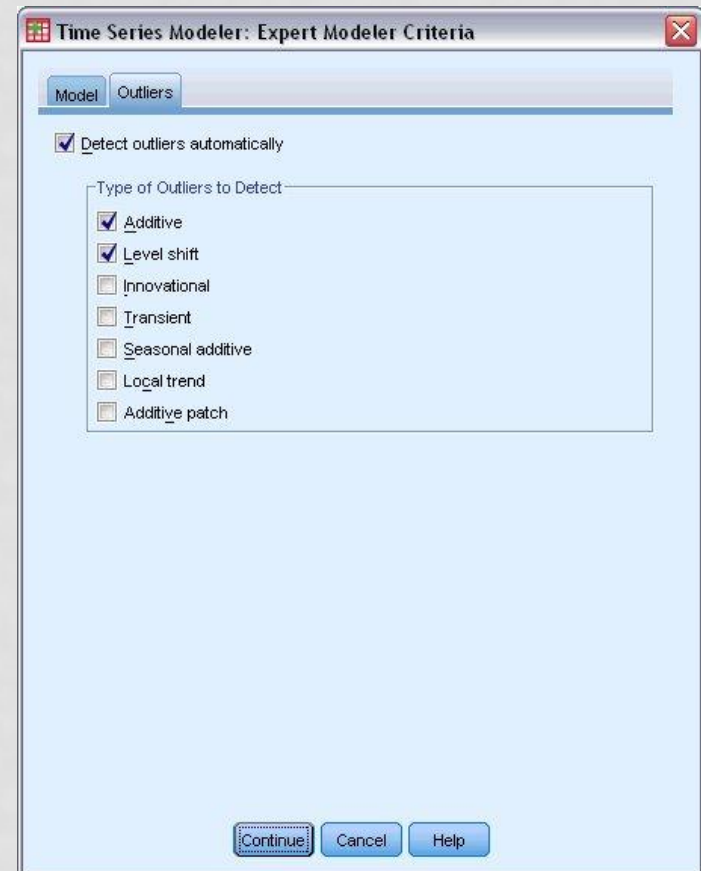 Time Series Modeler: Expert Modeler Criteria
Model Outliers
Detect outliers automatically
Type of Outliers to Detect
Additive
Level shift
Innovational
Transient
Seasonal additive
Local trend
Additive patch
Continue Cancel Help